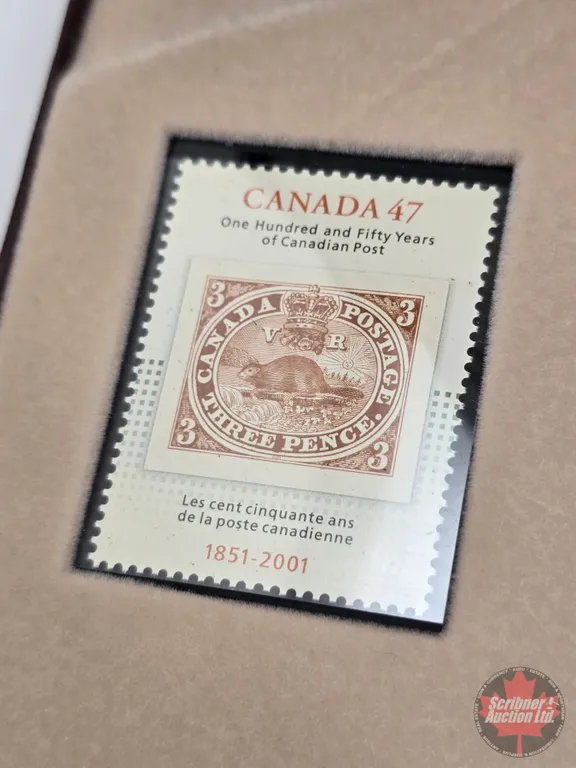 CANADA 47
One Hundred and Fifty Years
of Canadian Post
3 3
CANADA POSTAGE.
V R
THREE PENCE.
3 3
Les cent cinquante ans
de la poste canadienne
1851-2001
Scribner !
Auction Ltd.